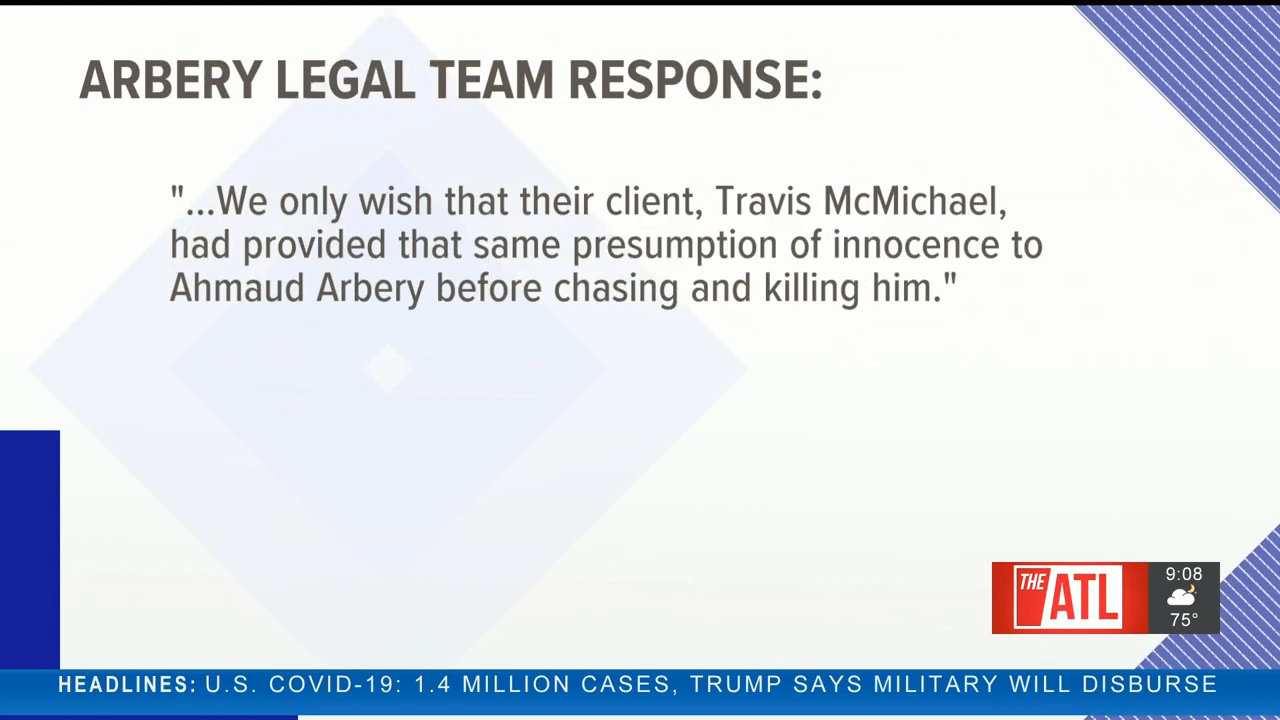 ARBERY LEGAL TEAM RESPONSE:
"...We only wish that their client, Travis McMichael,
had provided that same presumption of innocence to
Ahmaud Arbery before chasing and killing him."
THE ATL
9:08
75°
HEADLINES: U.S. COVID-19: 1.4 MILLION CASES, TRUMP SAYS MILITARY WILL DISBURSE